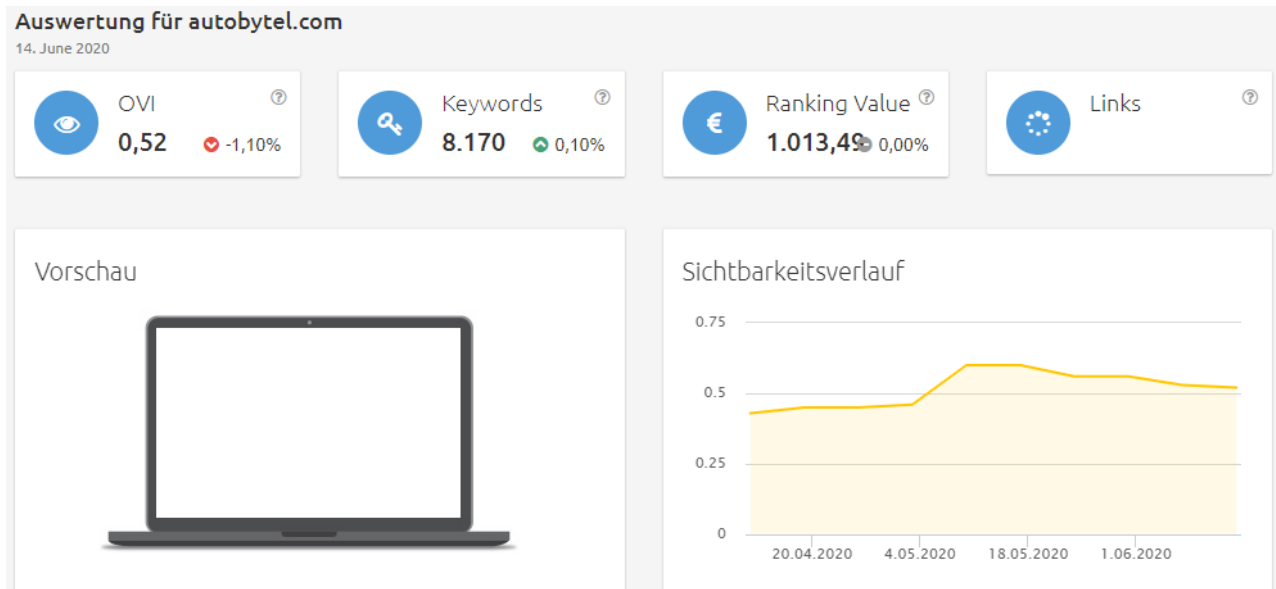 Auswertung für autobytel.com
14. June 2020
OVI
0,52
-1,10%
Keywords
8.170
0,10%
Ranking Value
€
1.013,49
0,00%
Links
Vorschau
Sichtbarkeitsverlauf
0.75
0.5
0.25
0
20.04.2020 4.05.2020 18.05.2020 1.06.2020